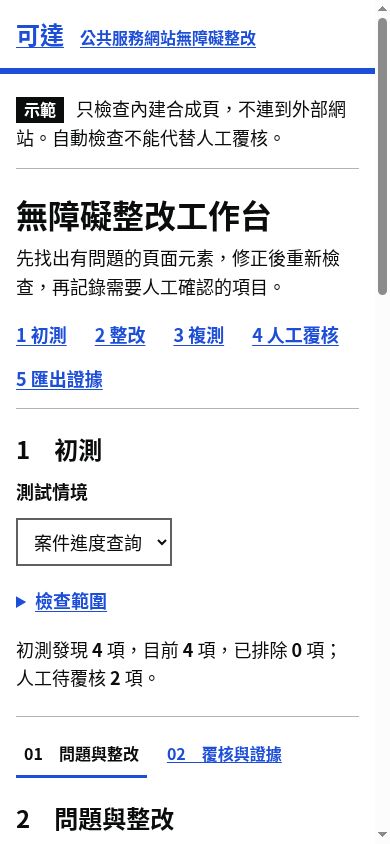 可達 公共服務網站無障礙整改
示範 只檢查內建合成頁，不連到外部網
站。自動檢查不能代替人工覆核。
無障礙整改工作台
先找出有問題的頁面元素，修正後重新檢
查，再記錄需要人工確認的項目。
1 初測 2 整改 3 複測 4 人工覆核
5 匯出證據
1 初測
測試情境
案件進度查詢
檢查範圍
初測發現 4 項，目前 4 項，已排除 0 項；
人工待覆核 2 項。
01 問題與整改 02 覆核與證據
2 問題與整改